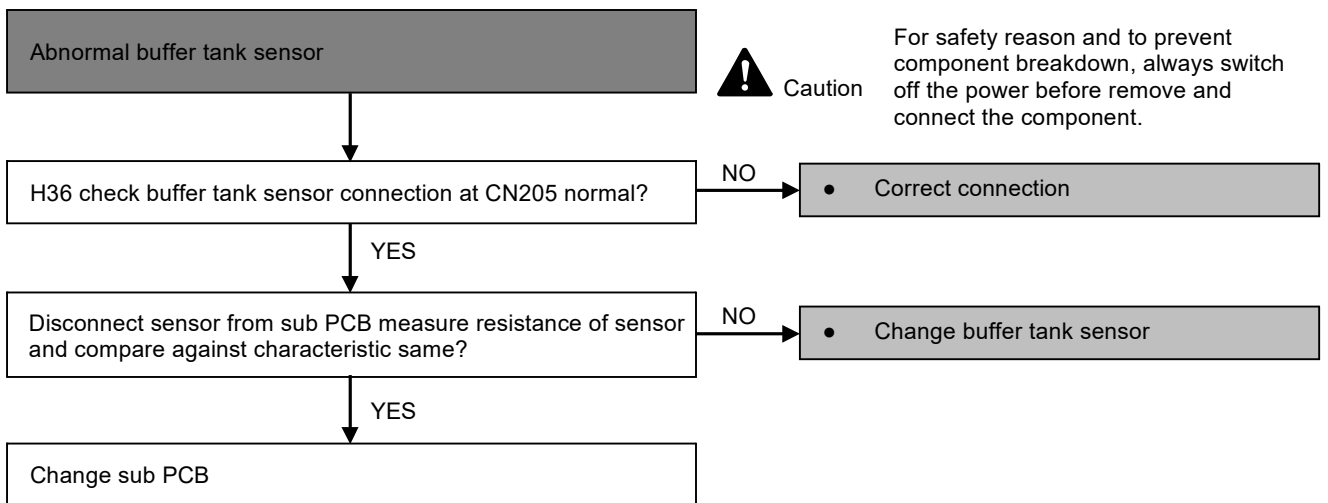 Abnormal buffer tank sensor
Caution
For safety reason and to prevent
component breakdown, always switch
off the power before remove and
connect the component.
H36 check buffer tank sensor connection at CN205 normal?
NO
● Correct connection
YES
Disconnect sensor from sub PCB measure resistance of sensor
and compare against characteristic same?
NO
● Change buffer tank sensor
YES
Change sub PCB